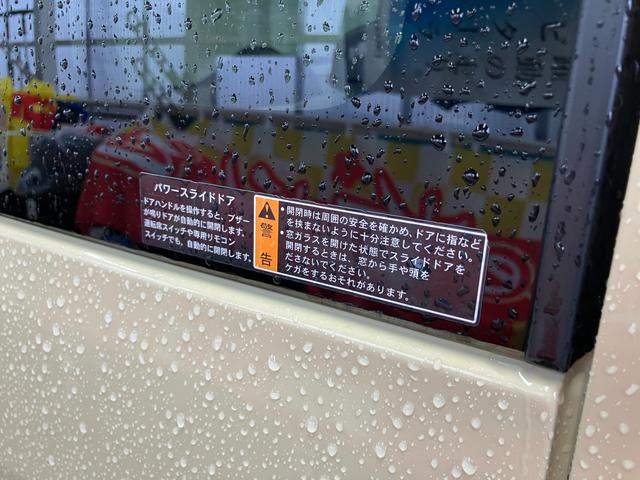 パワースライドドア
ドアハンドルを操作すると、ブザー
が鳴りドアが自動的に開閉します。
運転席スイッチや専用リモコン
スイッチでも、自動的に開閉します。
警告
●開閉時は周囲の安全を確かめ、ドアに指など
を挟まないように十分注意してください。
●窓ガラスを開けた状態でスライドドアを
開閉するときは、窓から手や頭を
ださないでください。
ケガをするおそれがあります。